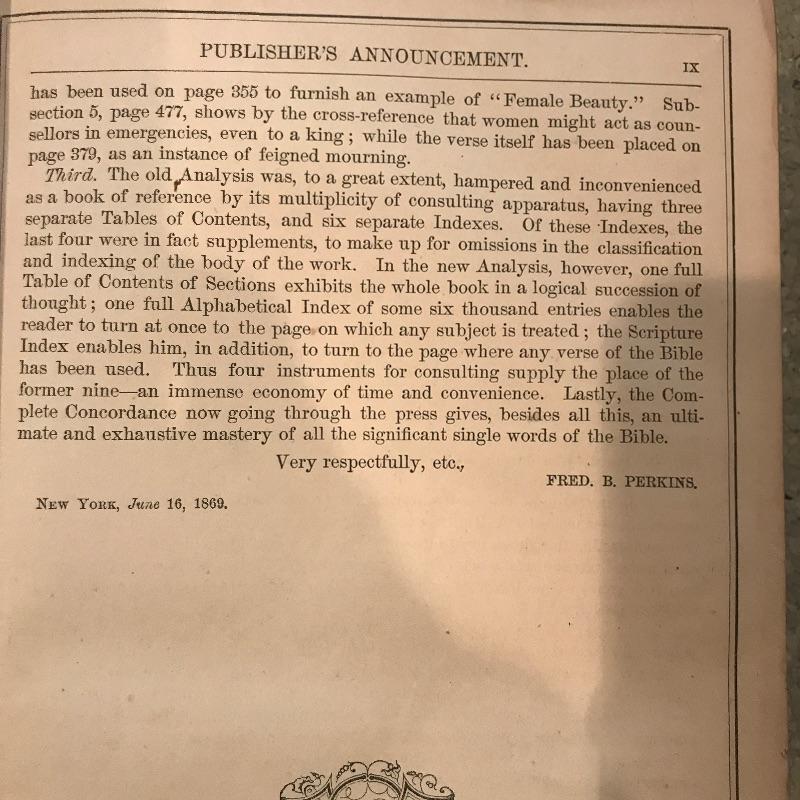 PUBLISHER'S ANNOUNCEMENT.
IX
has been used on page 355 to furnish an example of "Female Beauty." Sub-
section 5, page 477, shows by the cross-reference that women might act as coun-
sellors in emergencies, even to a king; while the verse itself has been placed on
page 379, as an instance of feigned mourning.
Third. The old Analysis was, to a great extent, hampered and inconvenienced
as a book of reference by its multiplicity of consulting apparatus, having three
separate Tables of Contents, and six separate Indexes. Of these Indexes, the
last four were in fact supplements, to make up for omissions in the classification
and indexing of the body of the work. In the new Analysis, however, one full
Table of Contents of Sections exhibits the whole book in a logical succession of
thought; one full Alphabetical Index of some six thousand entries enables the
reader to turn at once to the page on which any subject is treated; the Scripture
Index enables him, in addition, to turn to the page where any verse of the Bible
has been used. Thus four instruments for consulting supply the place of the
former nine—an immense economy of time and convenience. Lastly, the Com-
plete Concordance now going through the press gives, besides all this, an ulti-
mate and exhaustive mastery of all the significant single words of the Bible.
Very respectfully, etc.,
FRED. B. PERKINS.
NEW YORK, June 16, 1869.